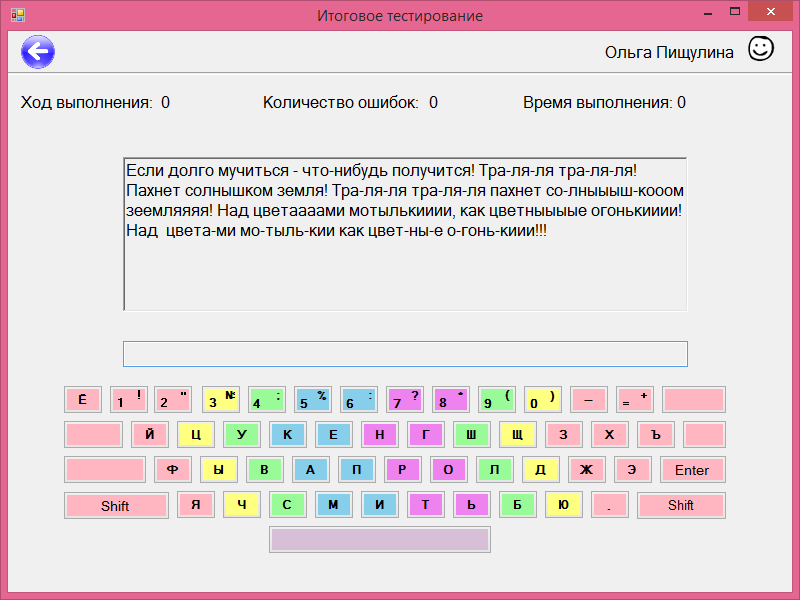 Итоговое тестирование
Ольга Пищулина
Ход выполнения: 0 Количество ошибок: 0 Время выполнения: 0
Если долго мучиться - что-нибудь получится! Тра-ля-ля тра-ля-ля!
Пахнет солнышком земля! Тра-ля-ля тра-ля-ля пахнет со-лныыыш-кооом
зеемляяяя! Над цветаааами мотылькииии, как цветныыыые огонькииии!
Над  цвета-ми мо-тыль-кии как цвет-ны-е о-гонь-киии!!!
Ё 1 ! 2 " 3 № 4 ; 5 % 6 : 7 ? 8 * 9 ( 0 ) – = +
Й Ц У К Е Н Г Ш Щ З Х Ъ
Ф Ы В А П Р О Л Д Ж Э Enter
Shift Я Ч С М И Т Ь Б Ю . Shift